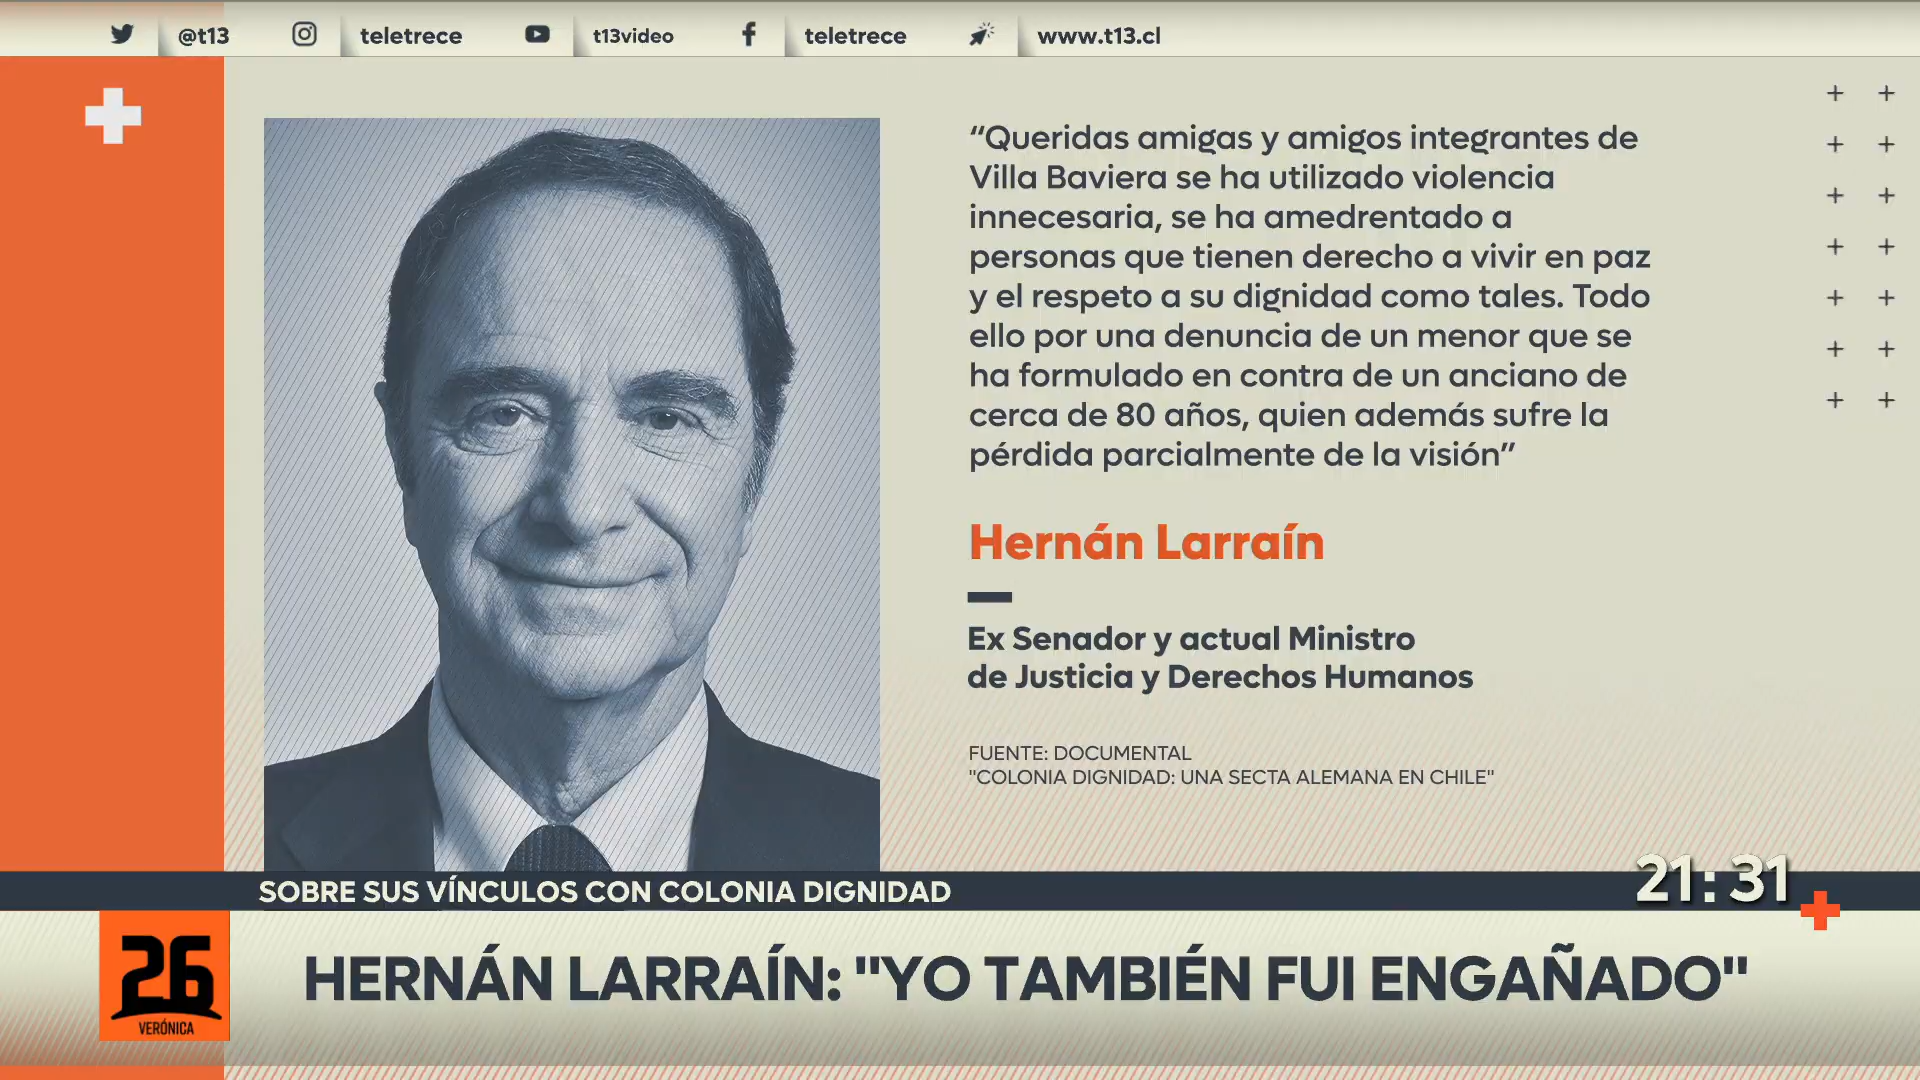 @t13 teletrece t13video teletrece www.t13.cl
“Queridas amigas y amigos integrantes de
Villa Baviera se ha utilizado violencia
innecesaria, se ha amedrentado a
personas que tienen derecho a vivir en paz
y el respeto a su dignidad como tales. Todo
ello por una denuncia de un menor que se
ha formulado en contra de un anciano de
cerca de 80 años, quien además sufre la
pérdida parcialmente de la visión”
Hernán Larraín
Ex Senador y actual Ministro
de Justicia y Derechos Humanos
FUENTE: DOCUMENTAL
"COLONIA DIGNIDAD: UNA SECTA ALEMANA EN CHILE"
SOBRE SUS VÍNCULOS CON COLONIA DIGNIDAD
21:31
26
VERÓNICA
HERNÁN LARRAÍN: "YO TAMBIÉN FUI ENGAÑADO"